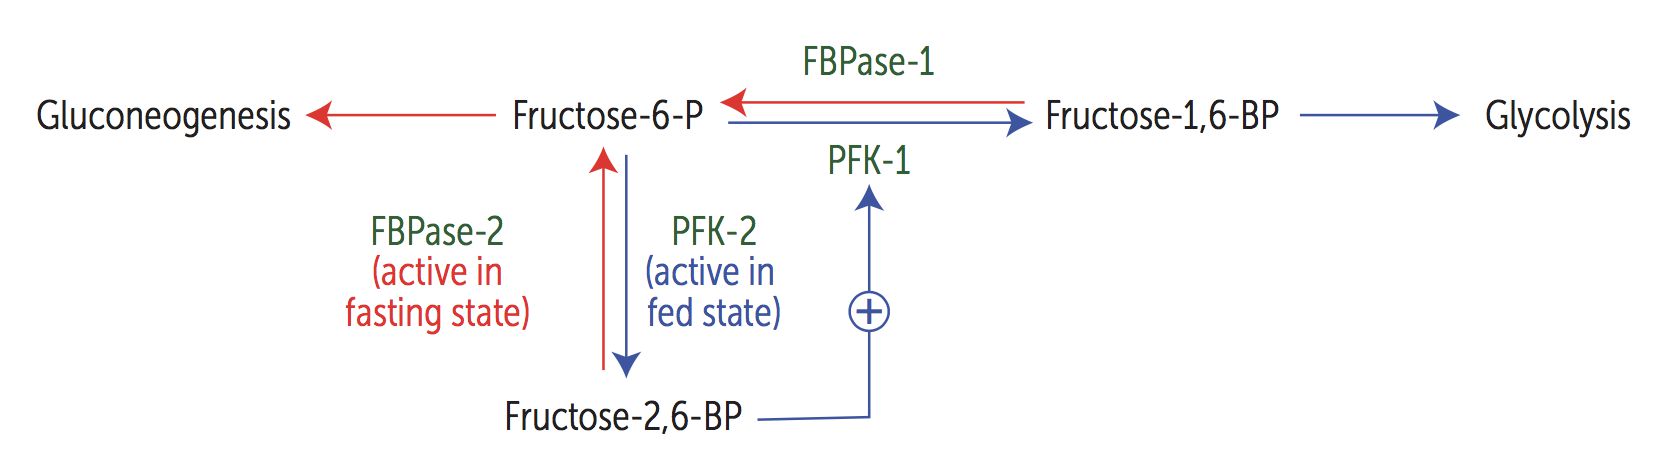 FBPase-1
Gluconeogenesis
Fructose-6-P
Fructose-1,6-BP
Glycolysis
PFK-1
FBPase-2
(active in
fasting state)
PFK-2
(active in
fed state)
+
Fructose-2,6-BP